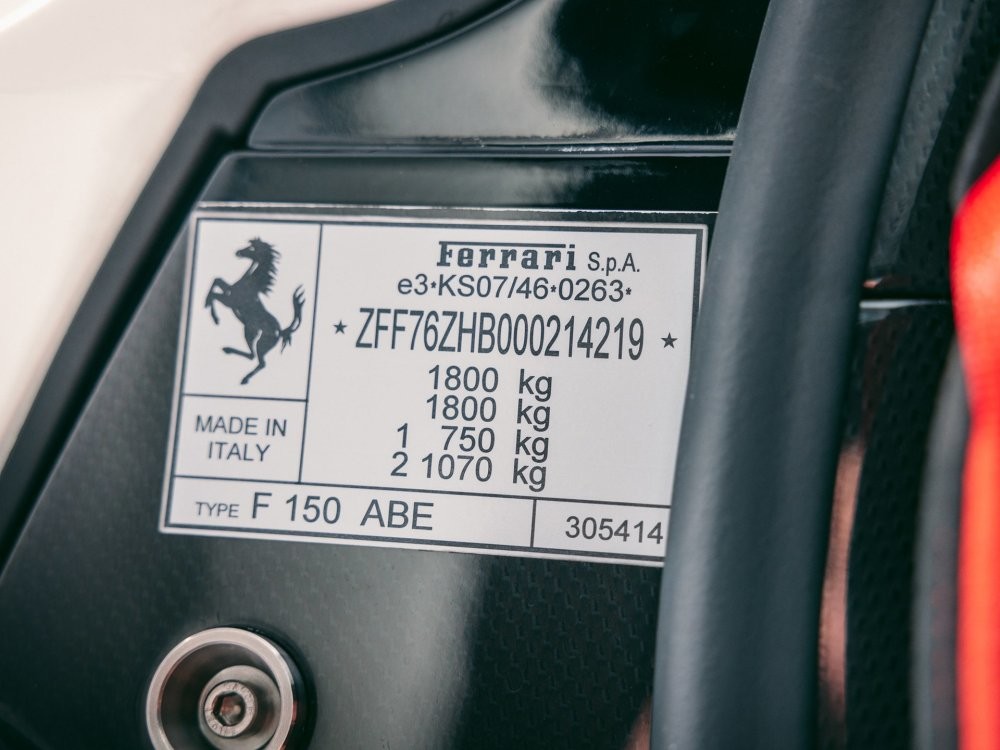 Ferrari S.p.A.
e3*KS07/46*0263*
★ ZFF76ZHB000214219 ★
1800 kg
1800 kg
1 750 kg
2 1070 kg
MADE IN
ITALY
TYPE F 150 ABE
305414